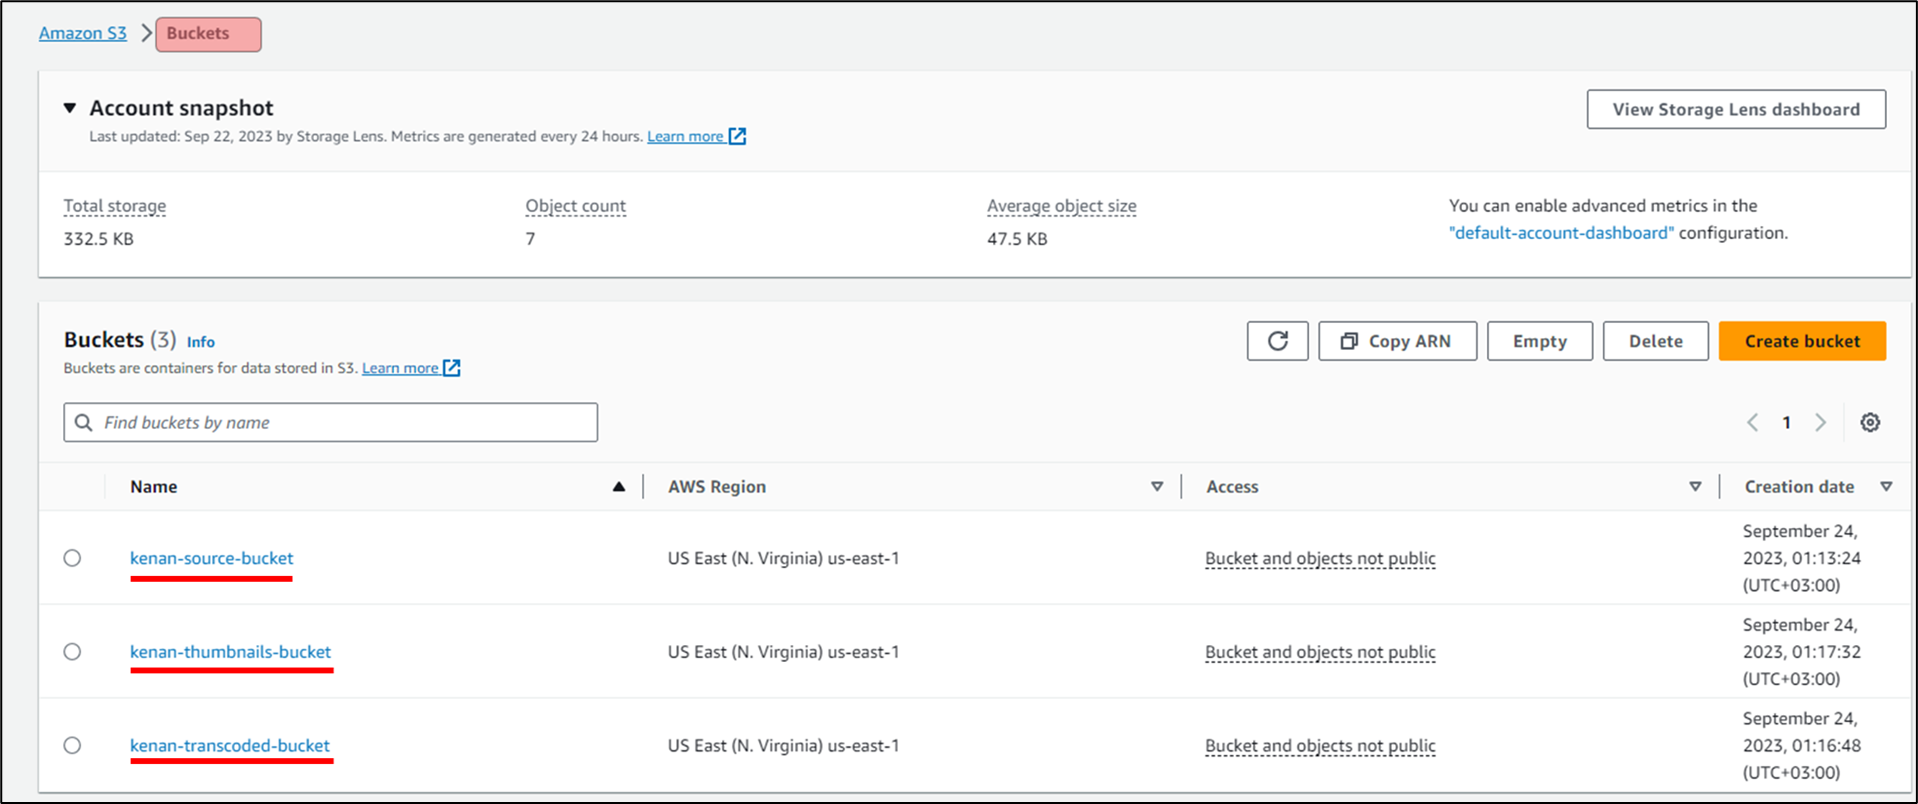 Amazon S3 > Buckets
Account snapshot
View Storage Lens dashboard
Last updated: Sep 22, 2023 by Storage Lens. Metrics are generated every 24 hours. Learn more
Total storage
332.5 KB
Object count
7
Average object size
47.5 KB
You can enable advanced metrics in the
"default-account-dashboard" configuration.
Buckets (3) Info
Buckets are containers for data stored in S3. Learn more
Copy ARN
Empty
Delete
Create bucket
Find buckets by name
1
Name AWS Region Access Creation date
kenan-source-bucket US East (N. Virginia) us-east-1 Bucket and objects not public
September 24,
2023, 01:13:24
(UTC+03:00)
kenan-thumbnails-bucket US East (N. Virginia) us-east-1 Bucket and objects not public
September 24,
2023, 01:17:32
(UTC+03:00)
kenan-transcoded-bucket US East (N. Virginia) us-east-1 Bucket and objects not public
September 24,
2023, 01:16:48
(UTC+03:00)